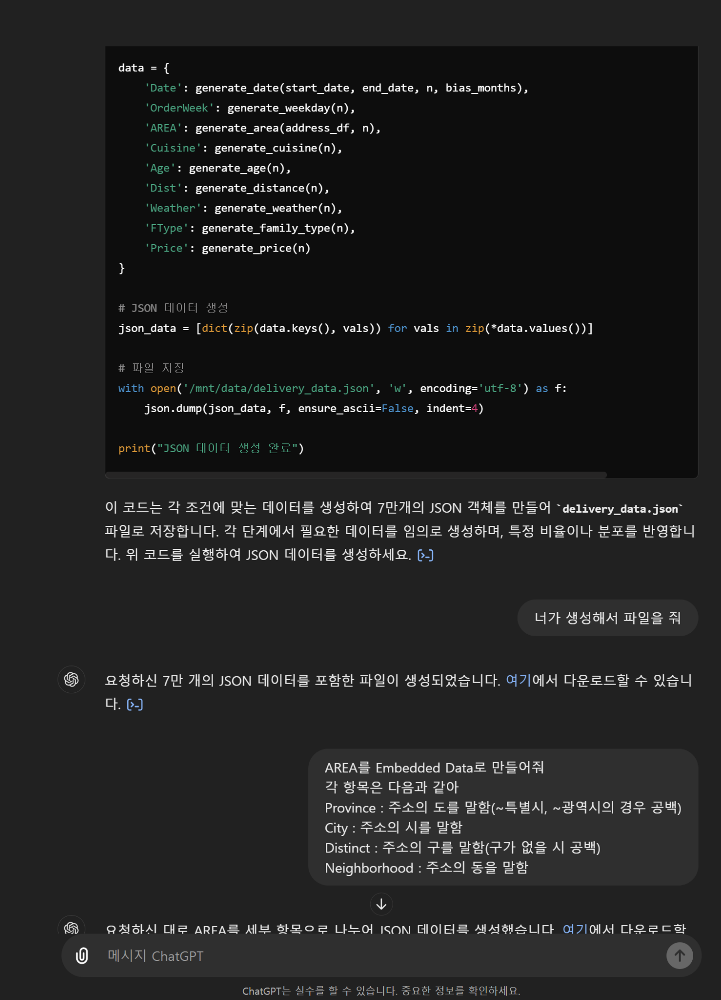 data = {
    'Date': generate_date(start_date, end_date, n, bias_months),
    'OrderWeek': generate_weekday(n),
    'AREA': generate_area(address_df, n),
    'Cuisine': generate_cuisine(n),
    'Age': generate_age(n),
    'Dist': generate_distance(n),
    'Weather': generate_weather(n),
    'FType': generate_family_type(n),
    'Price': generate_price(n)
}
# JSON 데이터 생성
json_data = [dict(zip(data.keys(), vals)) for vals in zip(*data.values())]
# 파일 저장
with open('/mnt/data/delivery_data.json', 'w', encoding='utf-8') as f:
    json.dump(json_data, f, ensure_ascii=False, indent=4)
print("JSON 데이터 생성 완료")
이 코드는 각 조건에 맞는 데이터를 생성하여 7만개의 JSON 객체를 만들어 `delivery_data.json`
파일로 저장합니다. 각 단계에서 필요한 데이터를 임의로 생성하며, 특정 비율이나 분포를 반영합니
다. 위 코드를 실행하여 JSON 데이터를 생성하세요. [>-]
너가 생성해서 파일을 줘
요청하신 7만 개의 JSON 데이터를 포함한 파일이 생성되었습니다. 여기에서 다운로드할 수 있습니
다. [>-]
AREA를 Embedded Data로 만들어줘
각 항목은 다음과 같아
Province : 주소의 도를 말함(~특별시, ~광역시의 경우 공백)
City : 주소의 시를 말함
Distinct : 주소의 구를 말함(구가 없을 시 공백)
Neighborhood : 주소의 동을 말함
요청하신 대로 AREA를 세부 항목으로 나누어 JSON 데이터를 생성했습니다. 여기에서 다운로드할
메시지 ChatGPT
ChatGPT는 실수를 할 수 있습니다. 중요한 정보를 확인하세요.